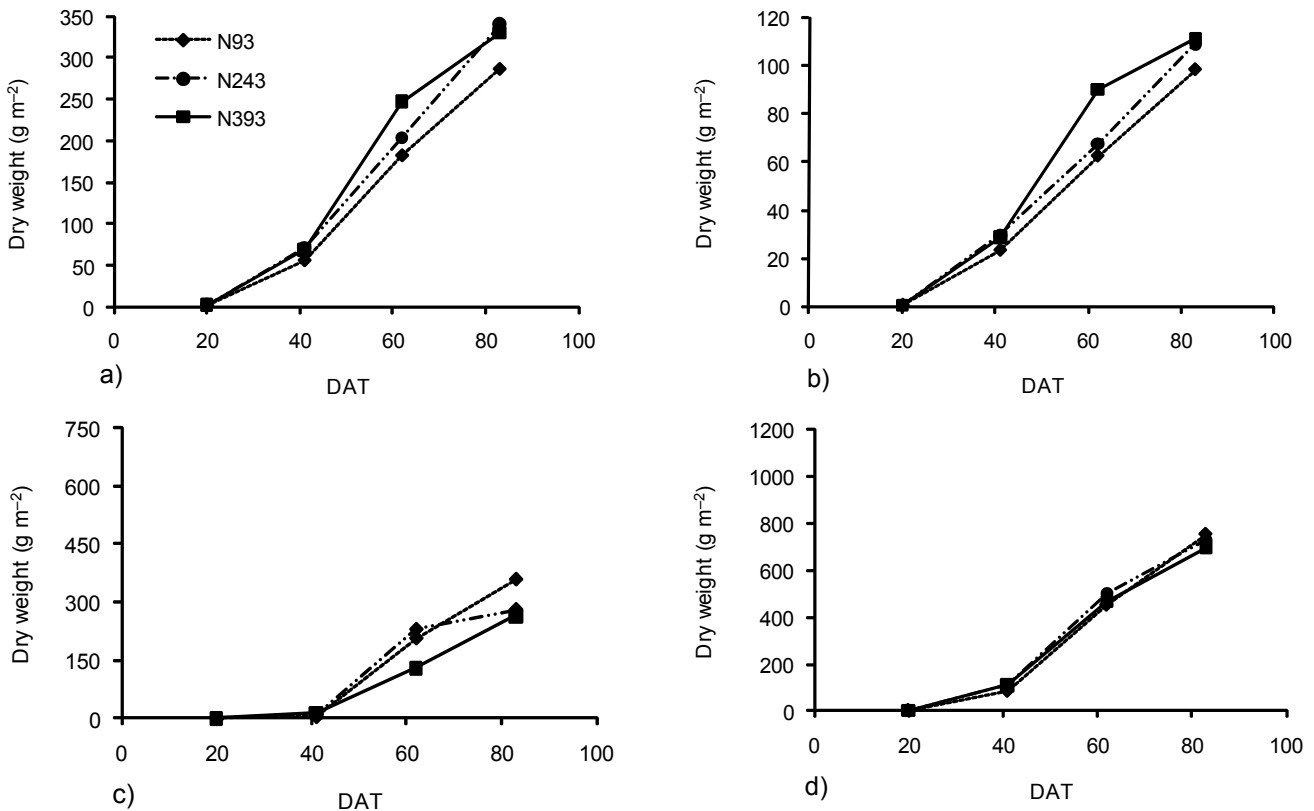 350
300
250
200
150
100
50
0
Dry weight (g m⁻²)
N93
N243
N393
0 20 40 60 80 100
a)
DAT
120
100
80
60
40
20
0
Dry weight (g m⁻²)
0 20 40 60 80 100
b)
DAT
750
600
450
300
150
0
Dry weight (g m⁻²)
0 20 40 60 80 100
c)
DAT
1200
1000
800
600
400
200
0
Dry weight (g m⁻²)
0 20 40 60 80 100
d)
DAT